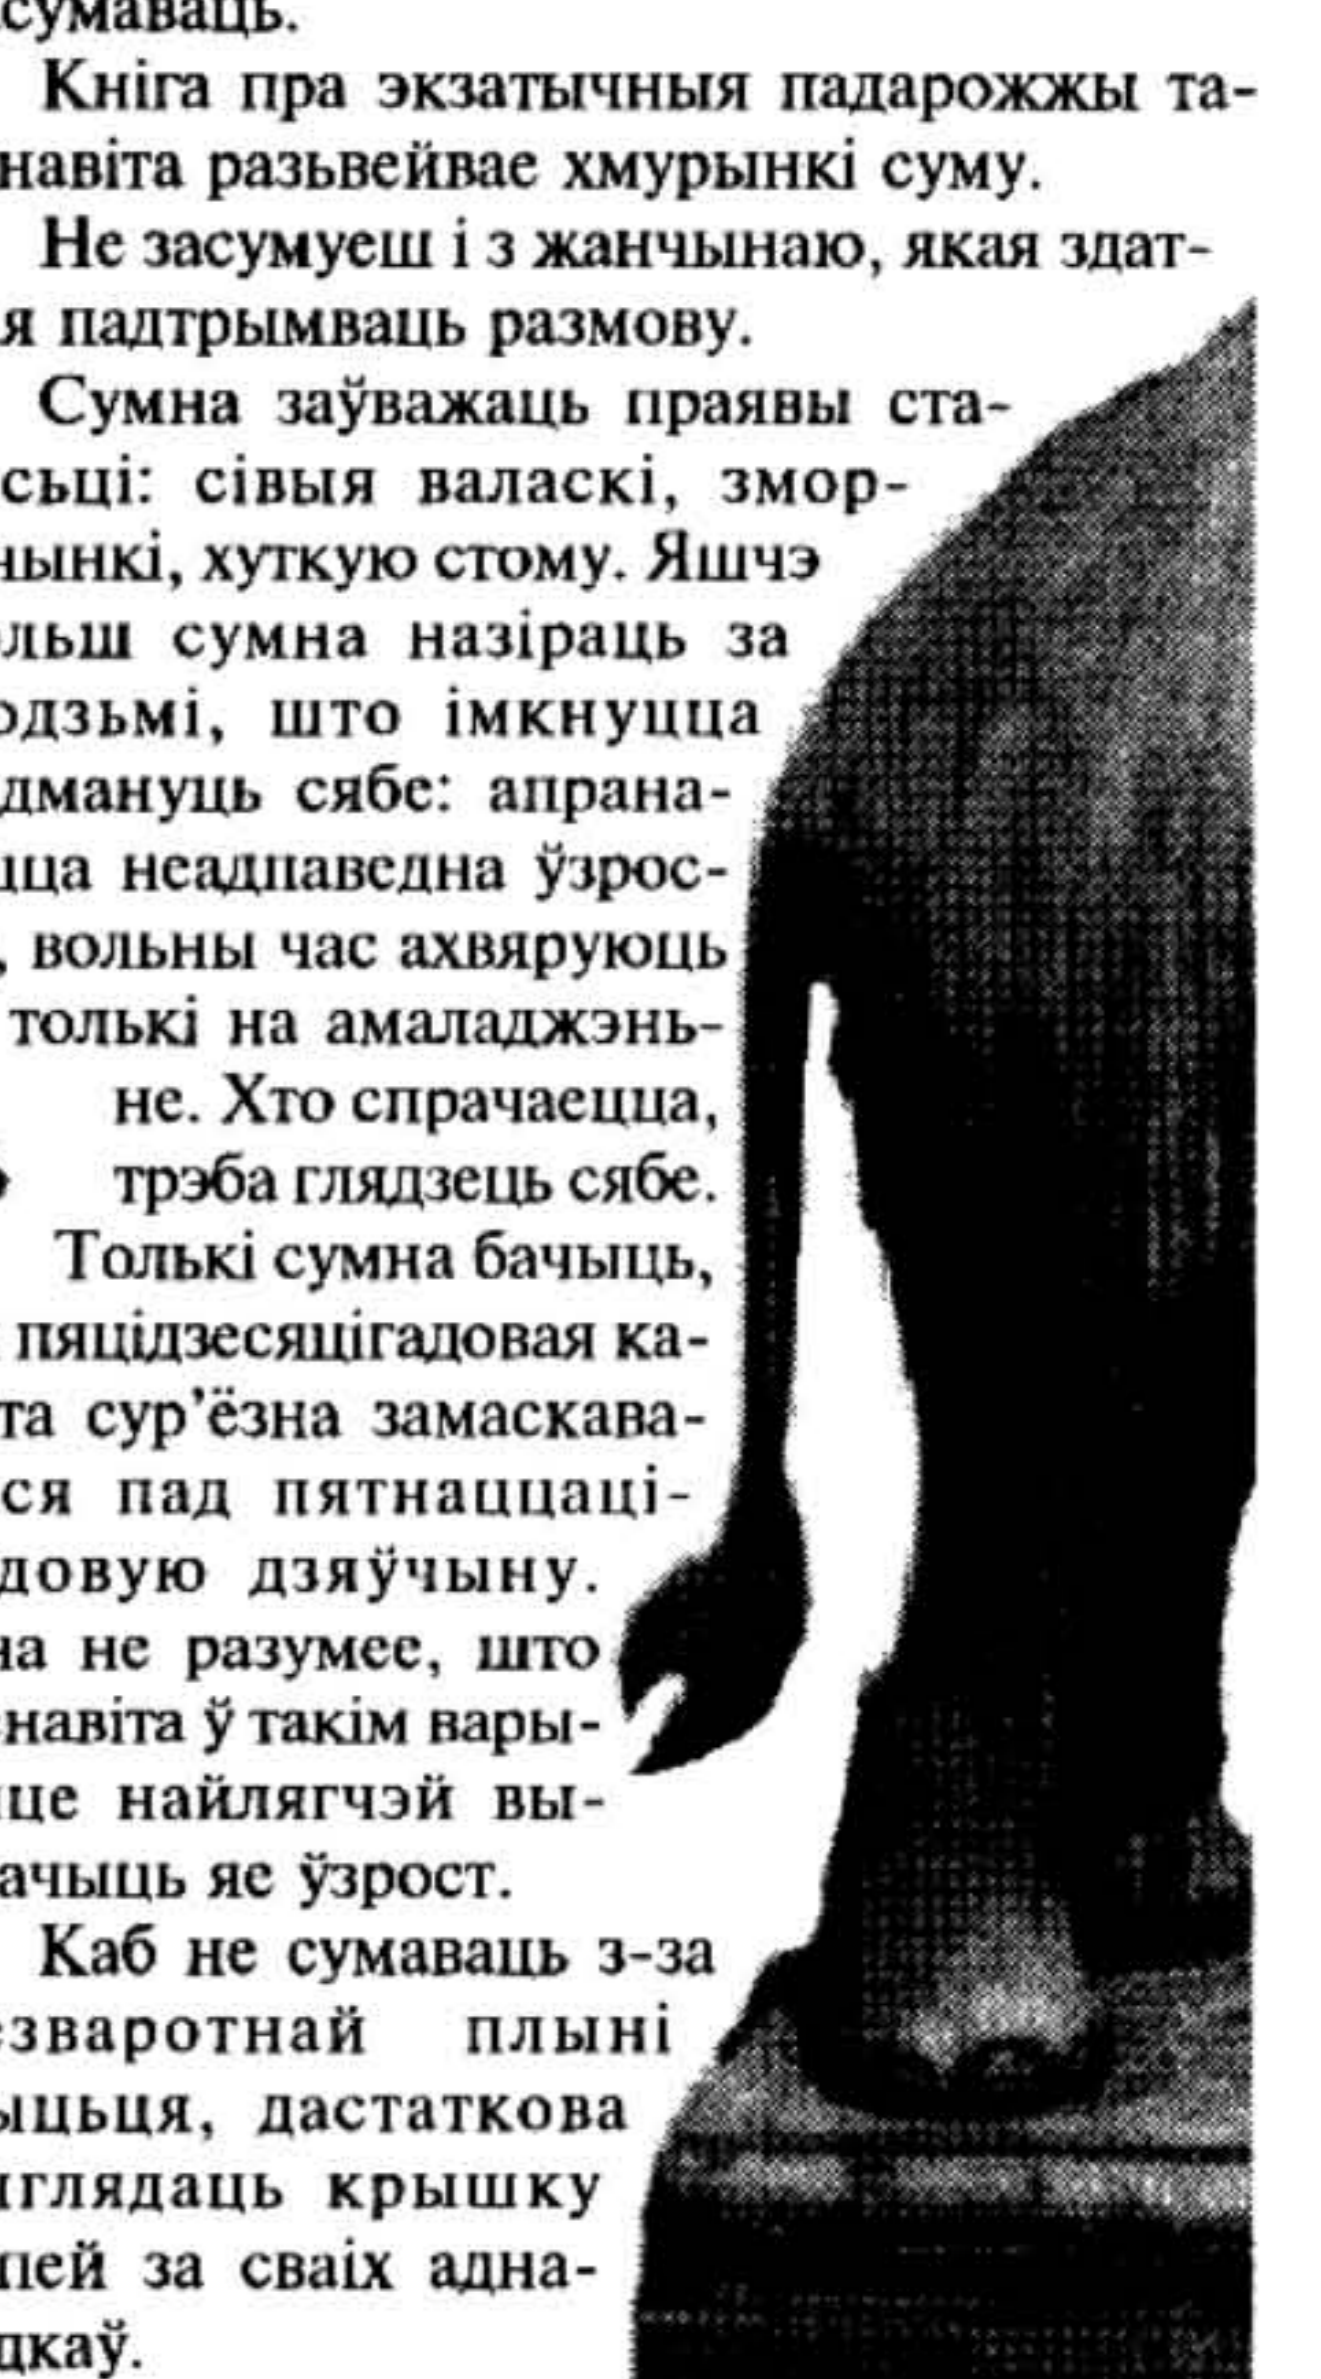 сумаваць.
Кніга пра экзатычныя падарожжы та-
навіта разьвейвае хмурынкі суму.
Не засумуеш і з жанчынаю, якая здат-
я падтрымваць размову.
Сумна заўважаць праявы ста-
сьці: сівыя валаскі, змор-
чынкі, хуткую стому. Яшчэ
ольш сумна назіраць за
одзьмі, што імкнуцца
дмануць сябе: апрана-
цца неадпаведна ўзрос-
, вольны час ахвяруюць
толькі на амаладжэнь-
не. Хто спрачаецца,
трэба глядзець сябе.
Толькі сумна бачыць,
пяцідзесяцігадовая ка-
та сур’ёзна замаскава-
ся пад пятнаццаці-
довую дзяўчыну.
на не разумее, што
навіта ў такім вары-
це найлягчэй вы-
ачыць яе ўзрост.
Каб не сумаваць з-за
езваротнай плыні
ыцьця, дастаткова
глядаць крышку
пей за сваіх адна-
дкаў.